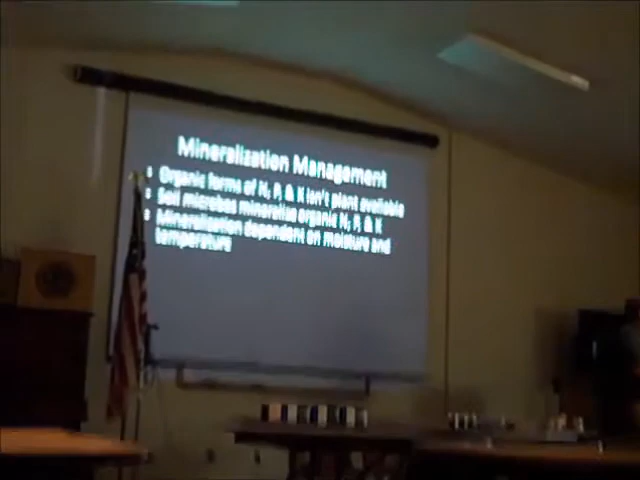 Mineralization Management
Organic forms of N, P, & K isn't plant available
Soil microbes mineralize organic N, P, & K
Mineralization dependent on moisture and
temperature